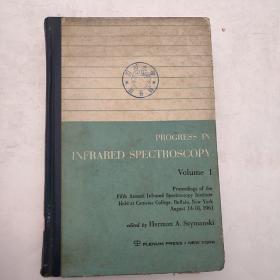 PROGRESS IN
INFRARED SPECTROSCOPY
Volume 1
Proceedings of the
Fifth Annual Infrared Spectroscopy Institute
Held at Canisius College, Buffalo, New York
August 14-18, 1961
edited by Herman A. Szymanski
PLENUM PRESS • NEW YORK